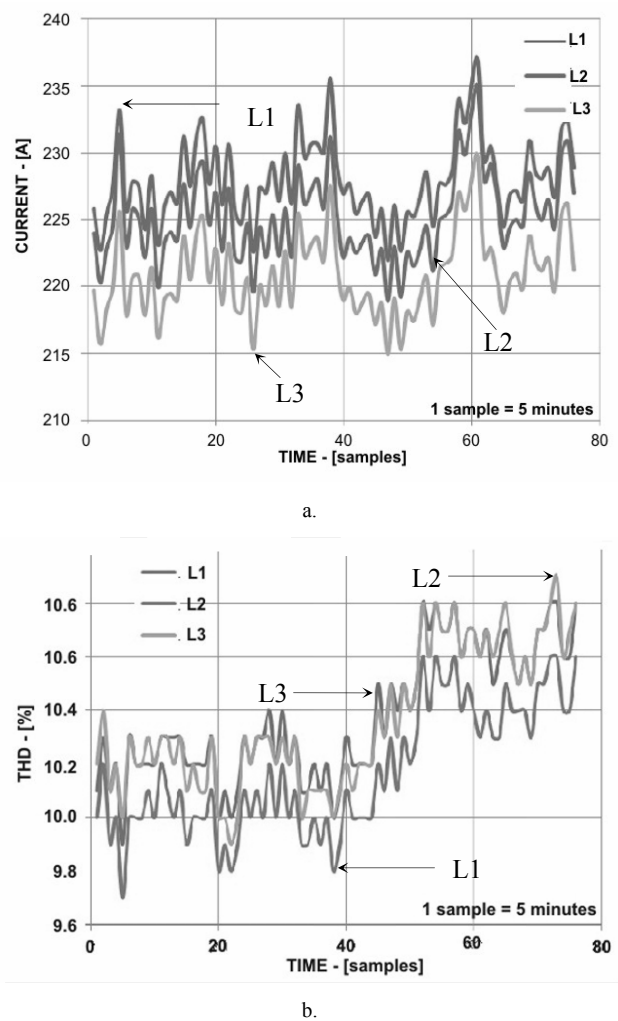 240
235
230
225
220
215
210
CURRENT - [A]
L1
L2
L3
L1
L2
L3
1 sample = 5 minutes
0
20
40
60
80
TIME - [samples]
a.
10.6
10.6
10.4
10.2
10.0
9.8
9.6
THD - [%]
L1
L2
L3
L2
L3
L1
1 sample = 5 minutes
0
20
40
60
80
TIME - [samples]
b.